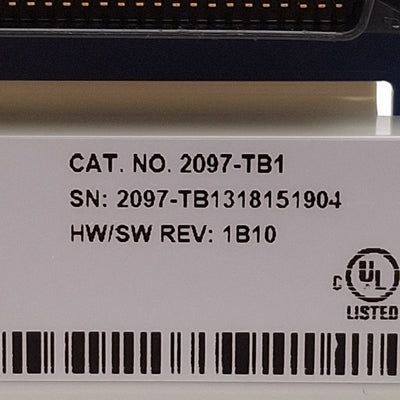 CAT. NO. 2097-TB1
SN: 2097-TB1318151904
HW/SW REV: 1B10
C UL
LISTED